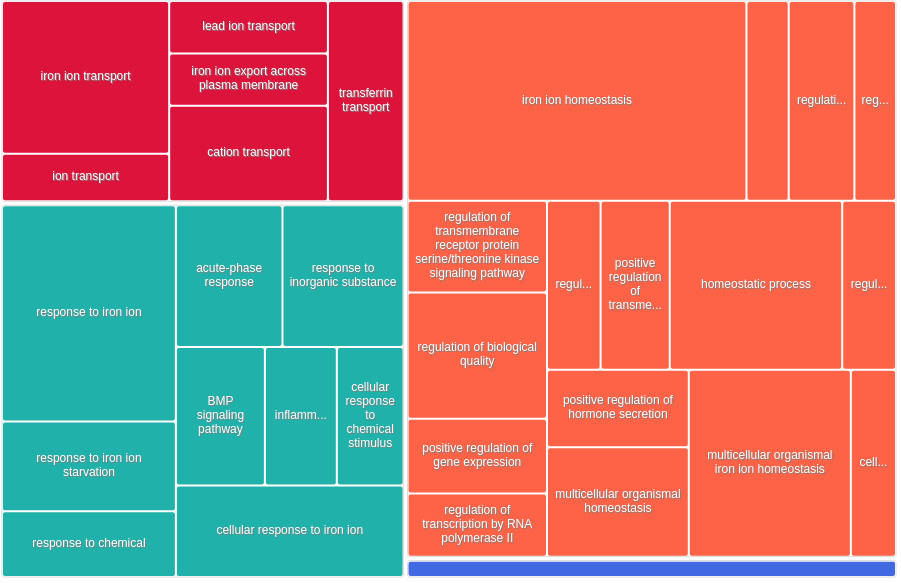 iron ion transport
lead ion transport
iron ion export across
plasma membrane
cation transport
transferrin
transport
ion transport
response to iron ion
acute-phase
response
response to
inorganic substance
BMP
signaling
pathway
inflamm...
cellular
response
to
chemical
stimulus
response to iron ion
starvation
response to chemical
cellular response to iron ion
iron ion homeostasis
regulati...
reg...
regulation of
transmembrane
receptor protein
serine/threonine kinase
signaling pathway
regul...
positive
regulation
of
transme...
homeostatic process
regul...
regulation of biological
quality
positive regulation of
hormone secretion
multicellular organismal
iron ion homeostasis
cell...
positive regulation of
gene expression
multicellular organismal
homeostasis
regulation of
transcription by RNA
polymerase II